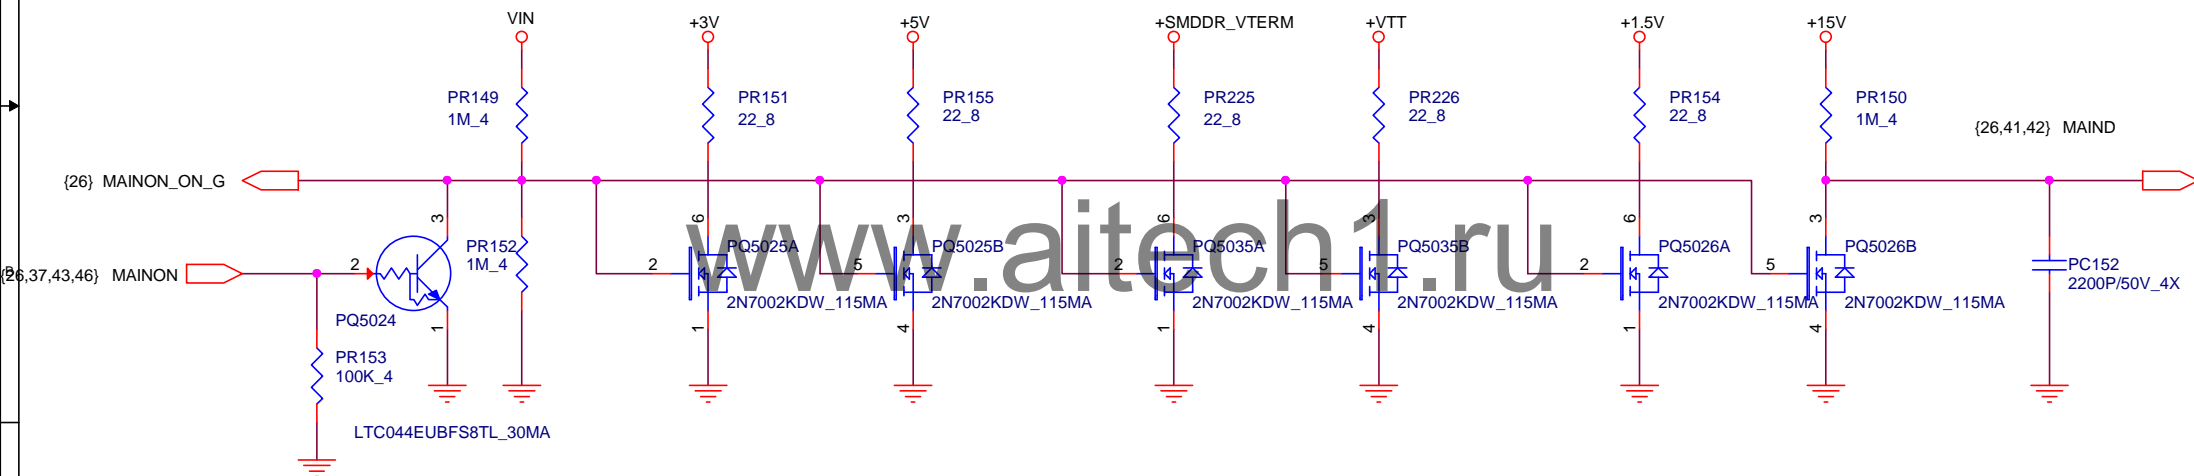 VIN
+3V
+5V
+SMDDR_VTERM
+VTT
+1.5V
+15V
PR149
1M_4
PR151
22_8
PR155
22_8
PR225
22_8
PR226
22_8
PR154
22_8
PR150
1M_4
{26,41,42} MAIND
{26} MAINON_ON_G
3
6
3
6
3
6
3
PR152
1M_4
PQ5025A
PQ5025B
PQ5035A
PQ5035B
PQ5026A
PQ5026B
www.aitech1.ru
{26,37,43,46} MAINON
2
2
5
2
5
2
5
PC152
2200P/50V_4X
2N7002KDW_115MA
2N7002KDW_115MA
2N7002KDW_115MA
2N7002KDW_115MA
2N7002KDW_115MA
2N7002KDW_115MA
PQ5024
1
1
4
1
4
1
4
PR153
100K_4
LTC044EUBFS8TL_30MA